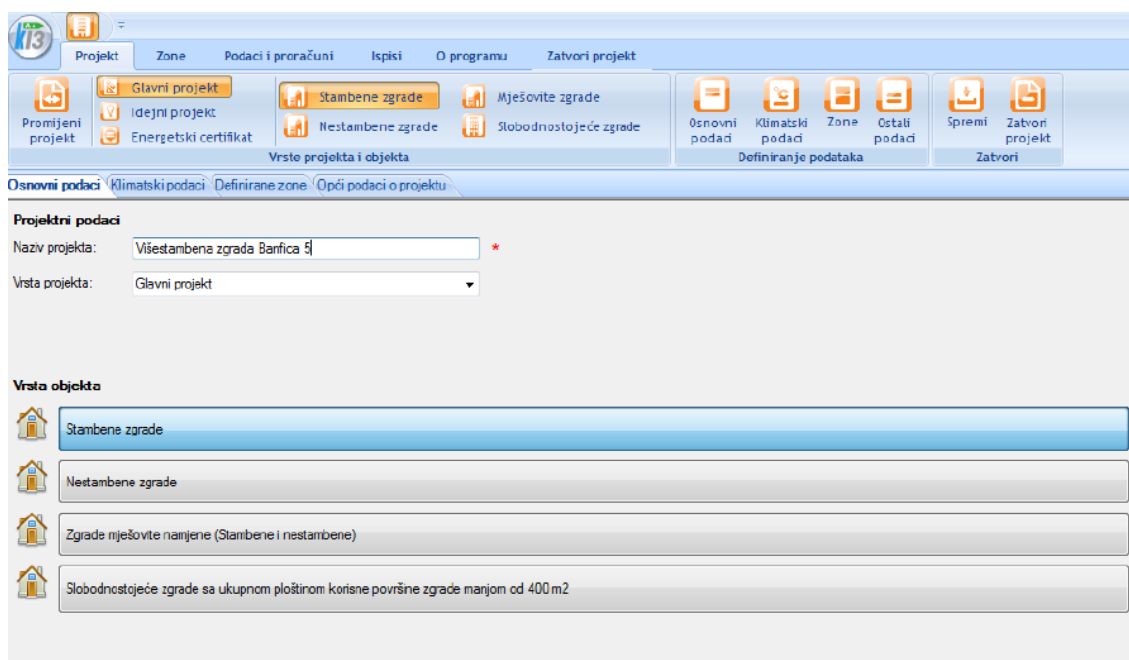 A+
K13
Projekt Zone Podaci i proračuni Ispisi O programu Zatvori projekt
Promijeni projekt
Glavni projekt
Idejni projekt
Energetski certifikat
Stambene zgrade
Nestambene zgrade
Mješovite zgrade
Slobodnostojeće zgrade
Vrste projekta i objekta
Osnovni podaci
Klimatski podaci
Zone
Ostali podaci
Definiranje podataka
Spremi
Zatvori projekt
Zatvori
Osnovni podaci Klimatski podaci Definirane zone Opći podaci o projektu
Projektni podaci
Naziv projekta: Višestambena zgrada Banfica 5 *
Vrsta projekta: Glavni projekt
Vrsta objekta
Stambene zgrade
Nestambene zgrade
Zgrade mješovite namjene (Stambene i nestambene)
Slobodnostojeće zgrade sa ukupnom ploštinom korisne površine zgrade manjom od 400 m2